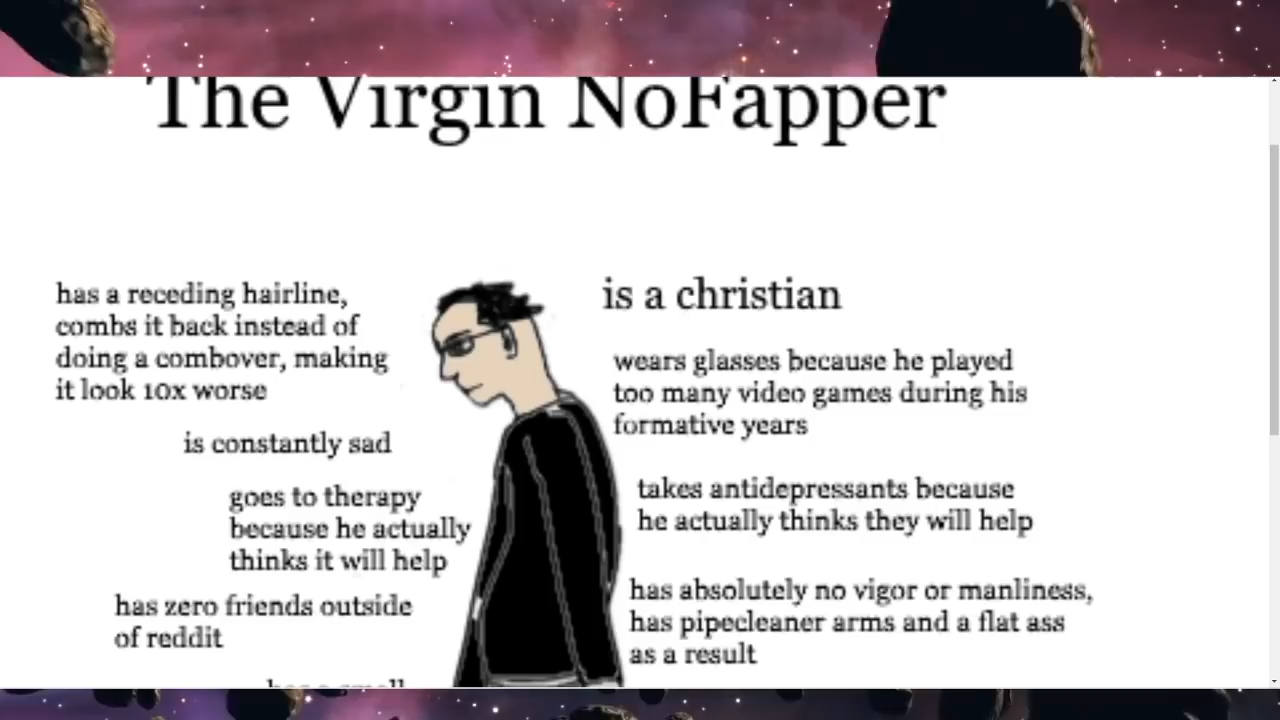 The Virgin NoFapper
has a receding hairline,
combs it back instead of
doing a combover, making
it look 10x worse
is constantly sad
goes to therapy
because he actually
thinks it will help
has zero friends outside
of reddit
has a small
is a christian
wears glasses because he played
too many video games during his
formative years
takes antidepressants because
he actually thinks they will help
has absolutely no vigor or manliness,
has pipecleaner arms and a flat ass
as a result